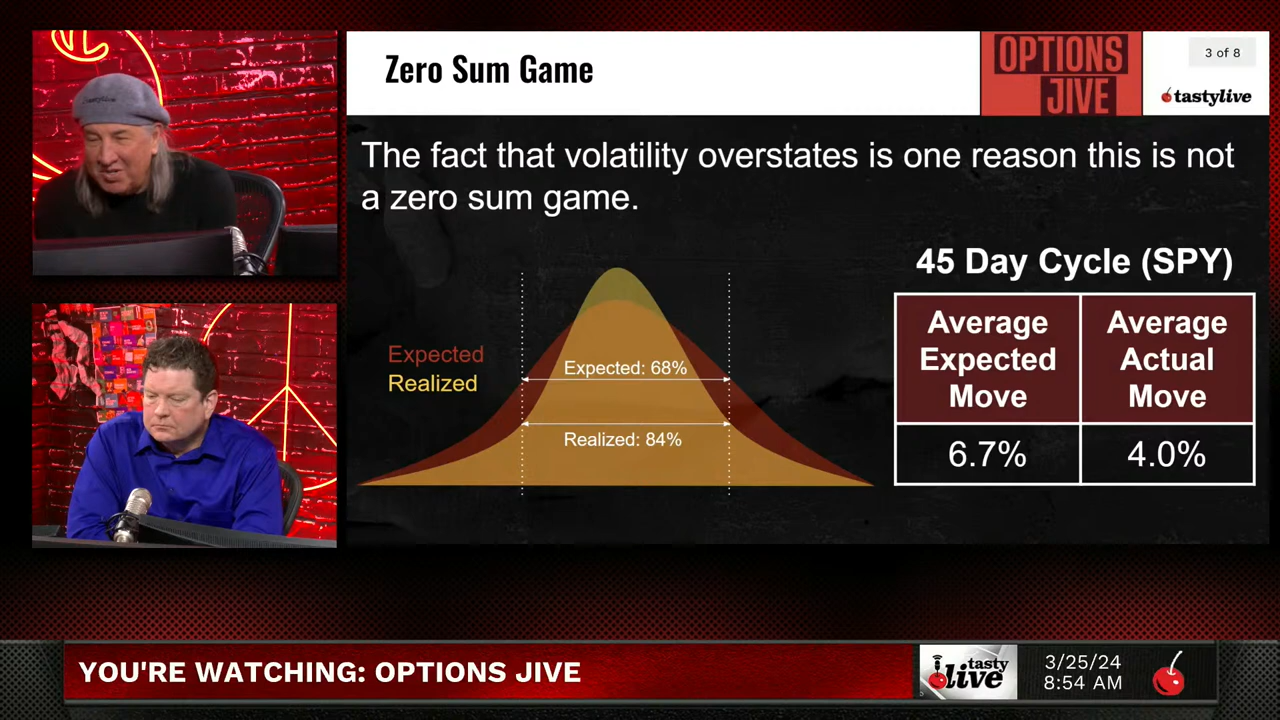 Zero Sum Game
OPTIONS
JIVE
3 of 8
tastylive
The fact that volatility overstates is one reason this is not
a zero sum game.
45 Day Cycle (SPY)
Expected
Realized
Expected: 68%
Realized: 84%
Average
Expected
Move
Average
Actual
Move
6.7%
4.0%
YOU'RE WATCHING: OPTIONS JIVE
tasty
live
3/25/24
8:54 AM